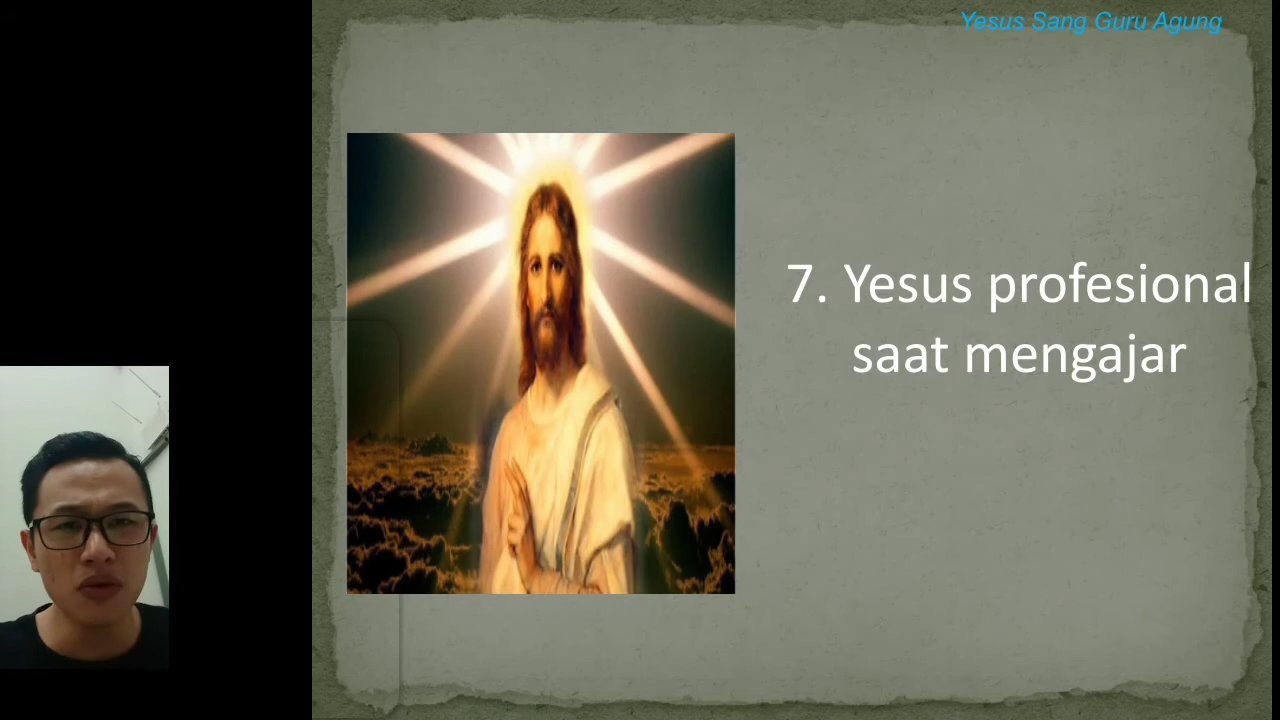 Yesus Sang Guru Agung
7. Yesus profesional
saat mengajar